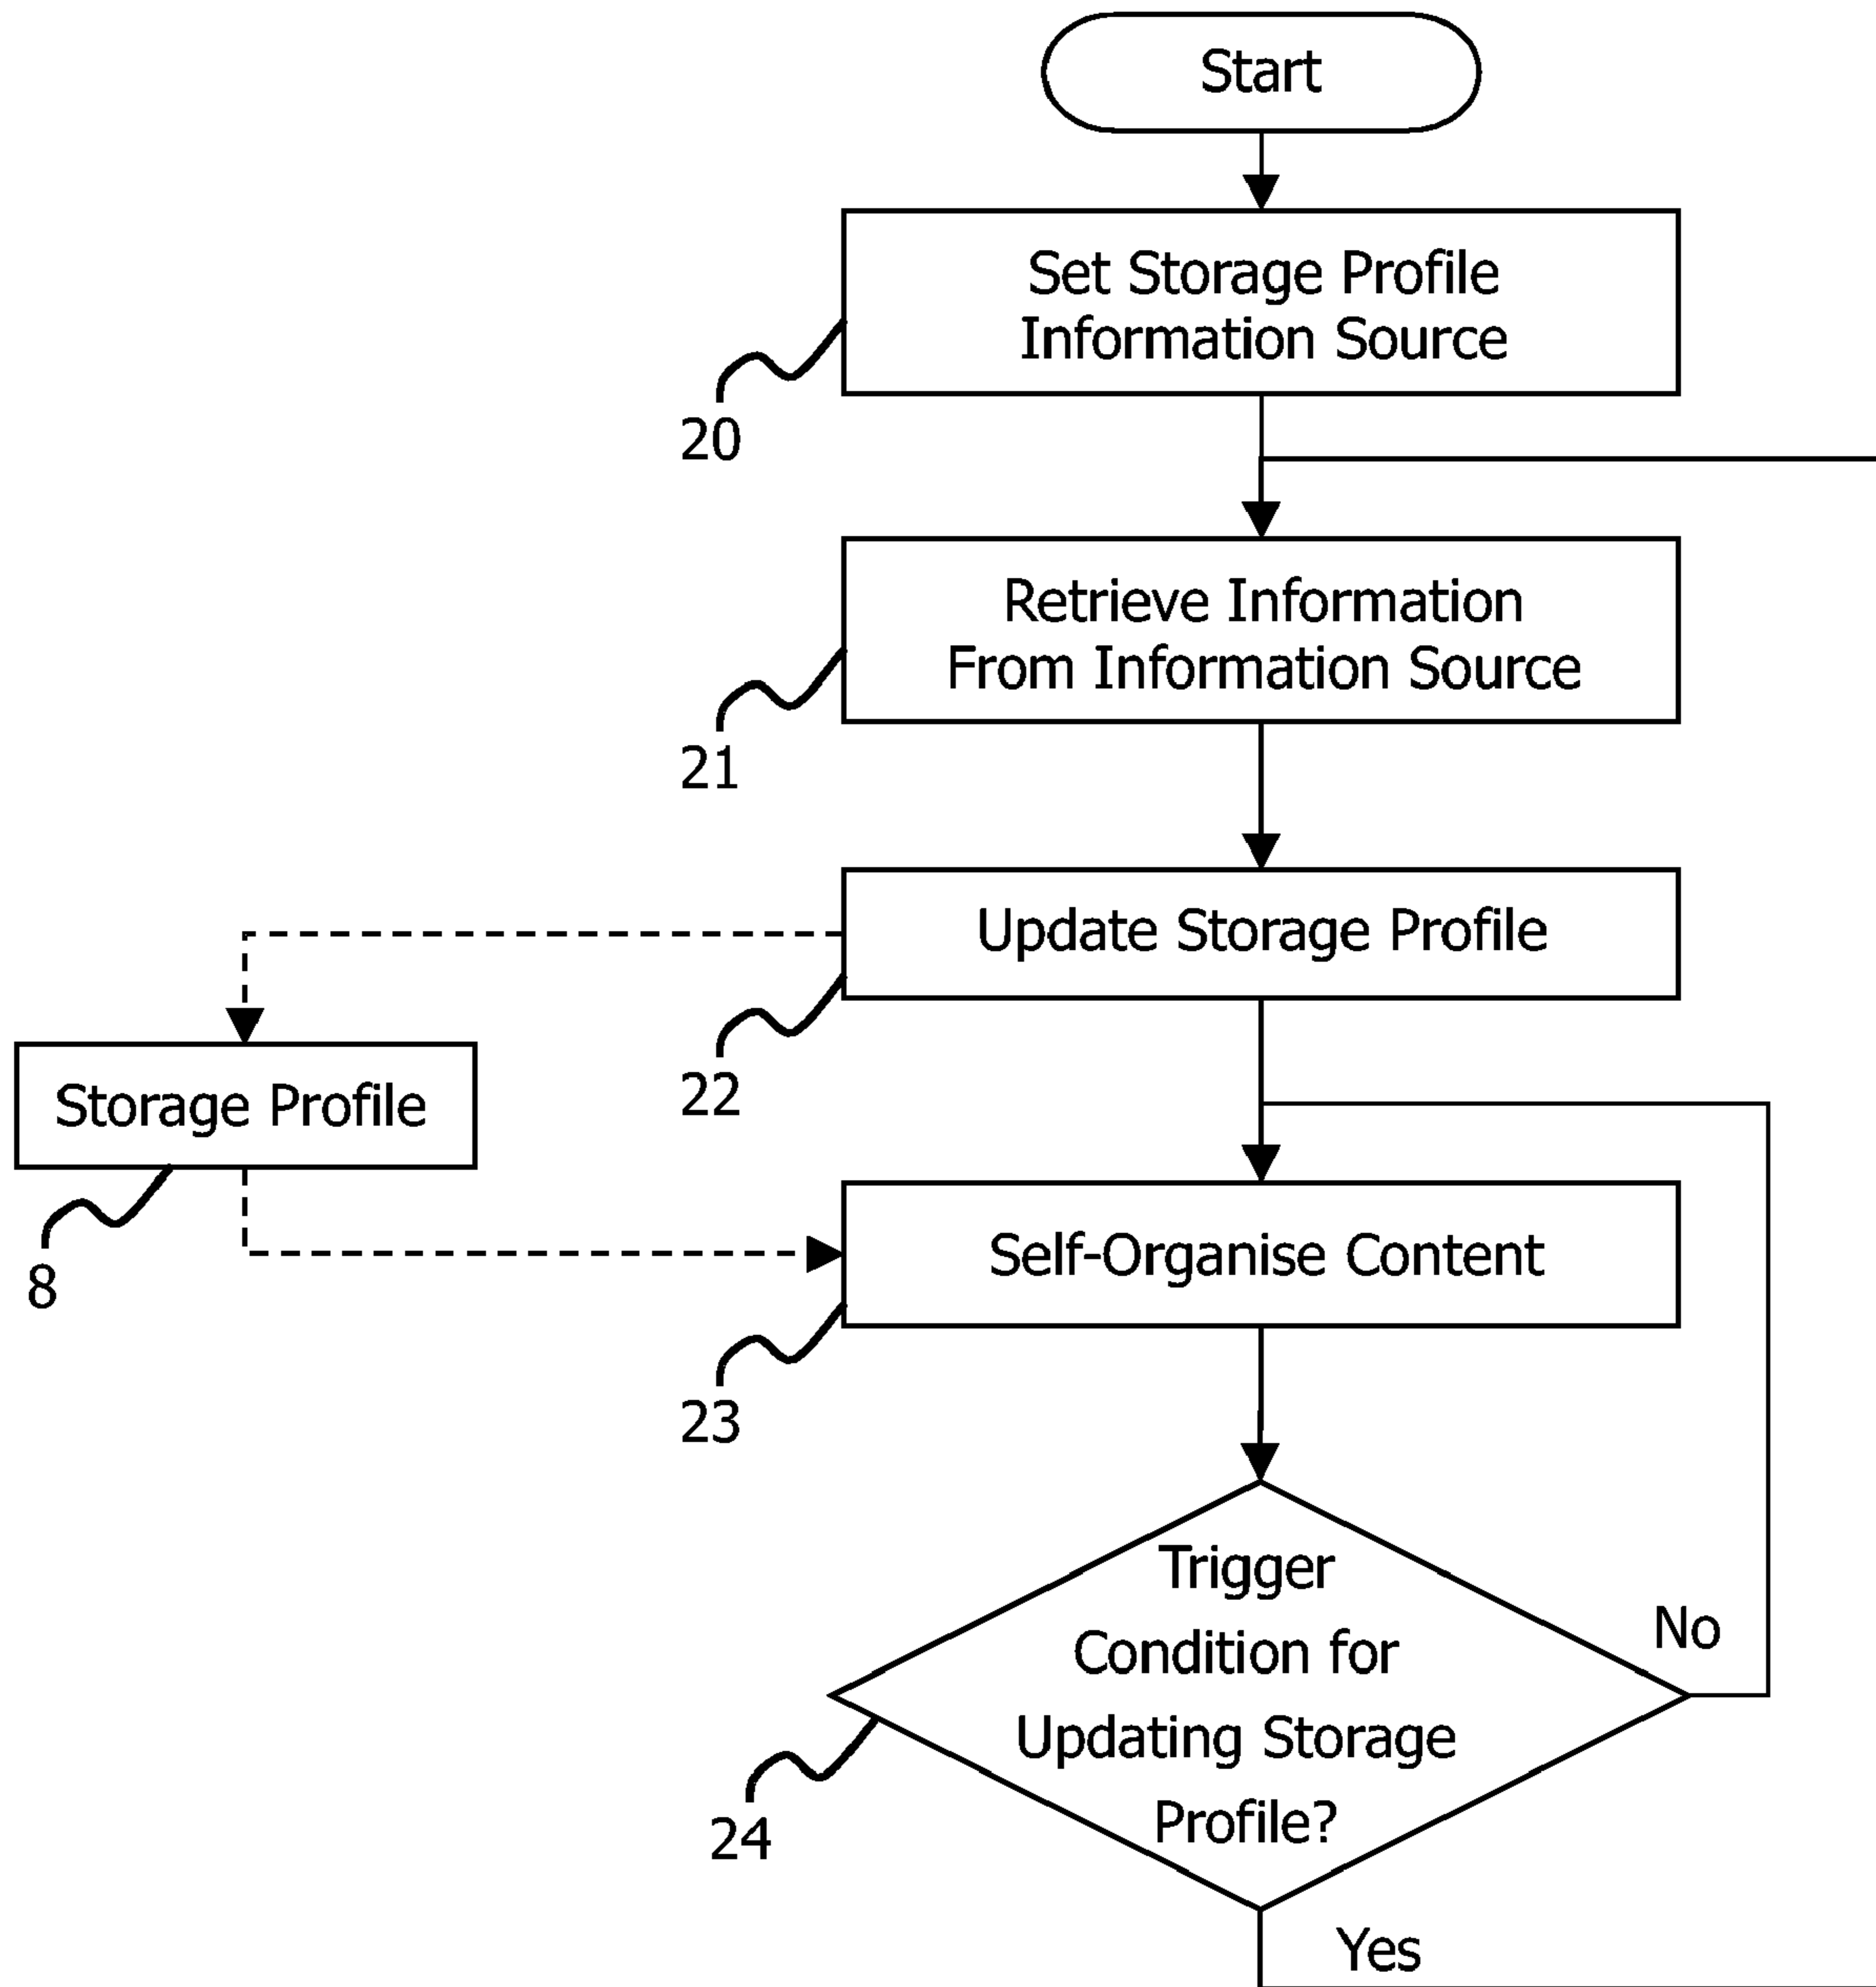 Start
Set Storage Profile
Information Source
20
Retrieve Information
From Information Source
21
Update Storage Profile
22
Storage Profile
8
Self-Organise Content
23
Trigger
Condition for
Updating Storage
Profile?
No
24
Yes